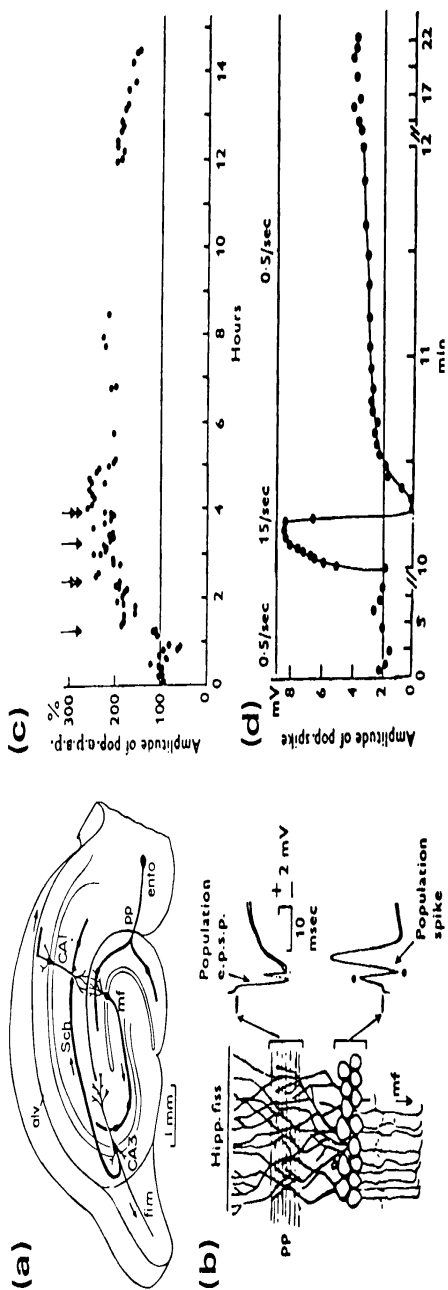 (a)
alv
CA1
Sch
pp
ento
mf
CA3
fim
1 mm
(b)
Hipp. fiss
pp
mf
Population
e.p.s.p.
+
- 2 mV
10
msec
Population
spike
(c)
%
300
200
100
0
Amplitude of pop. e.p.s.p.
0 2 4 6 8 10 12 14
Hours
(d)
0·5/sec 15/sec 0·5/sec
mV
8
6
4
2
0
Amplitude of pop. spike
5 10 11 12 17 22
min